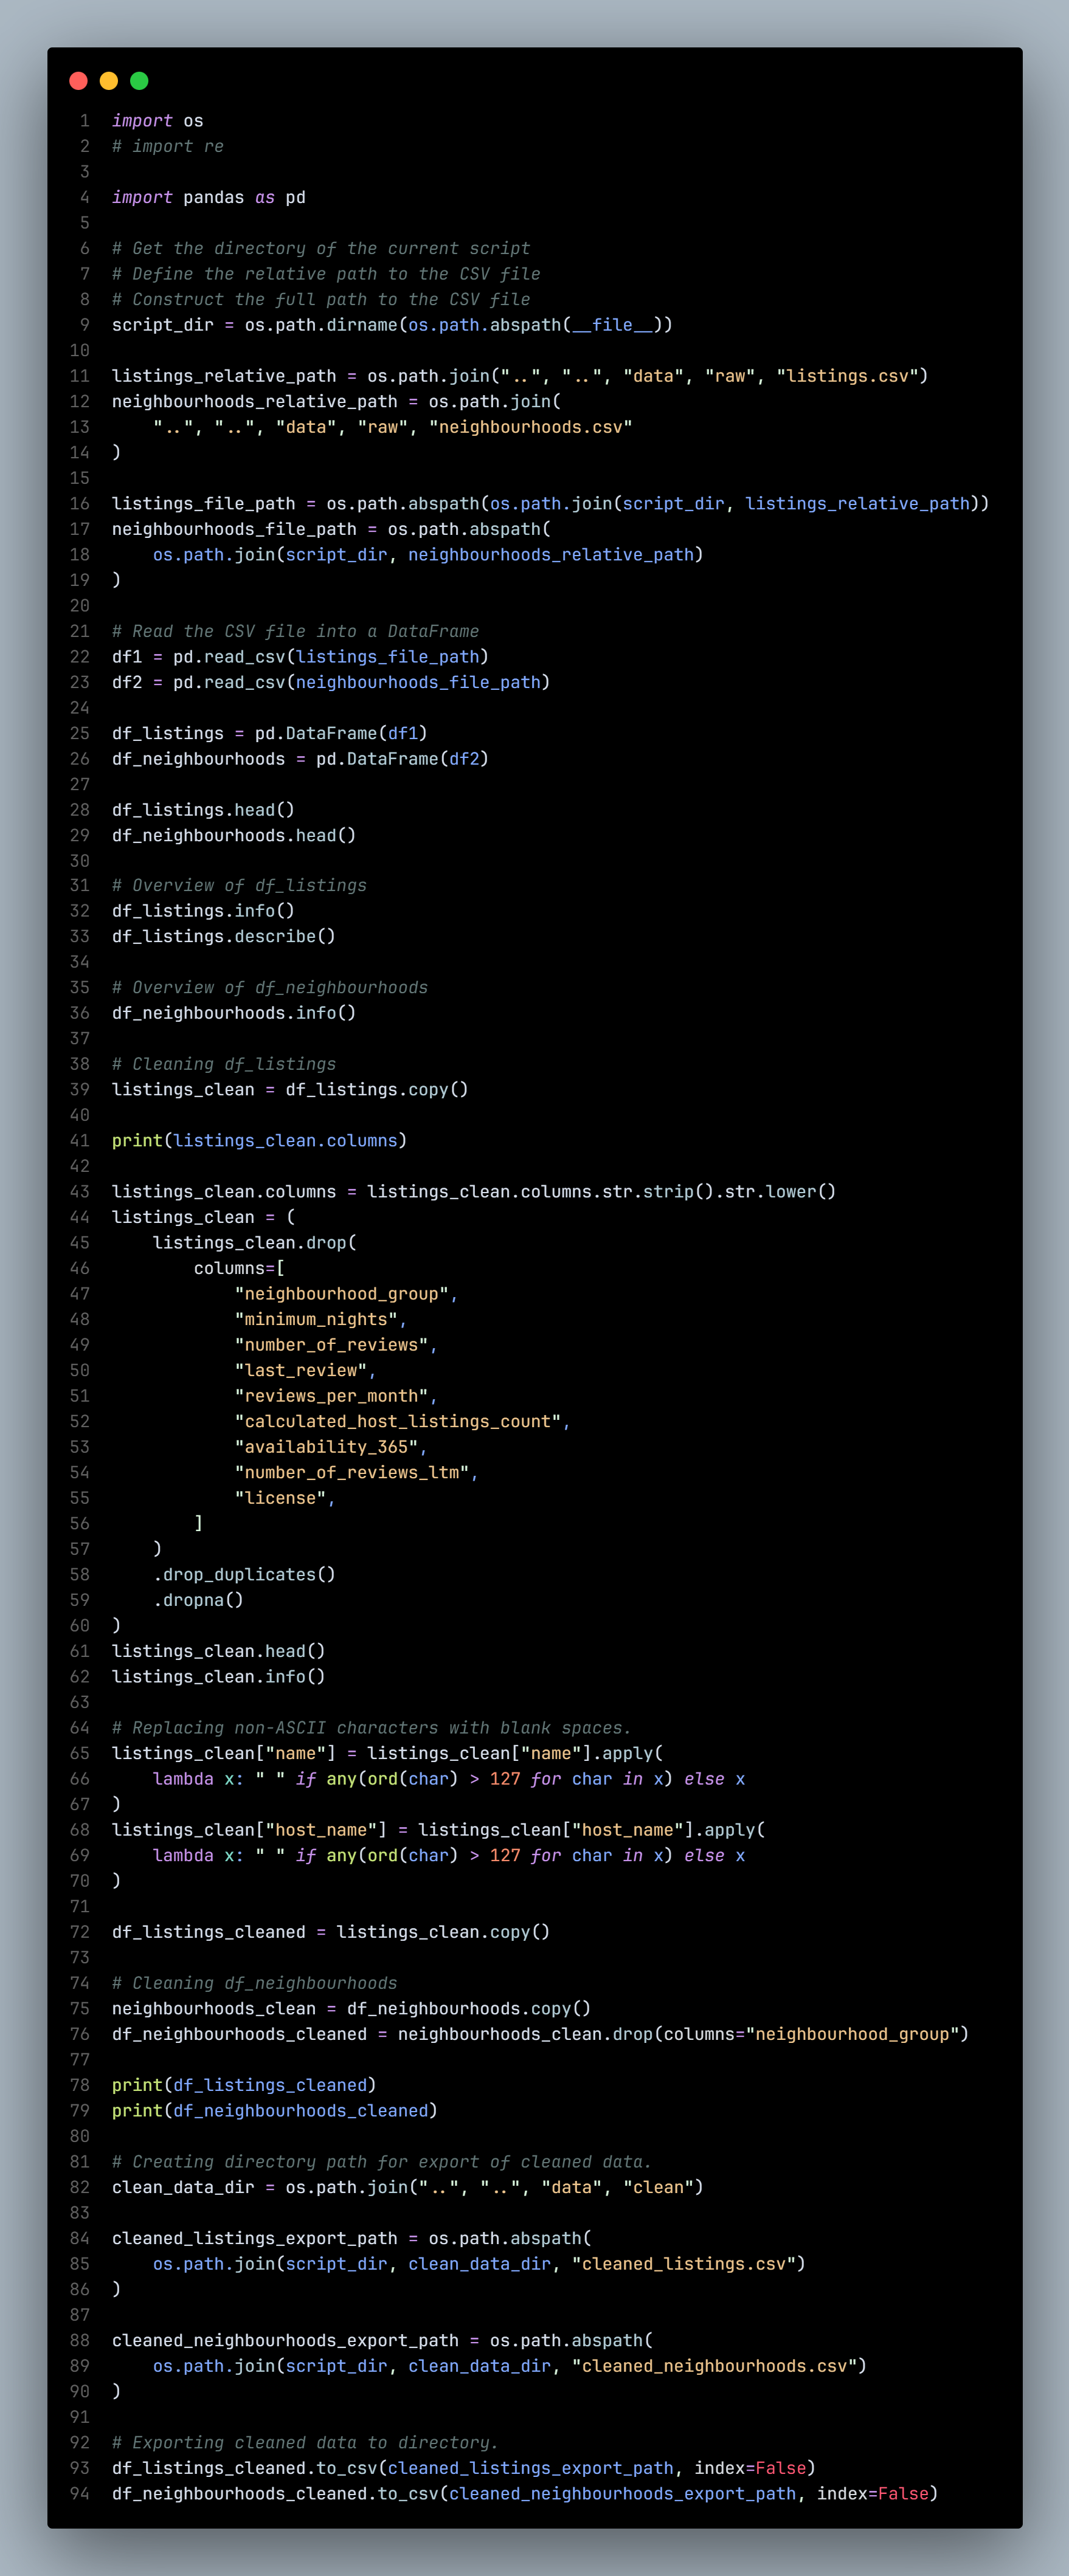 1 import os
2 # import re
3
4 import pandas as pd
5
6 # Get the directory of the current script
7 # Define the relative path to the CSV file
8 # Construct the full path to the CSV file
9 script_dir = os.path.dirname(os.path.abspath(__file__))
10
11 listings_relative_path = os.path.join("..", "..", "data", "raw", "listings.csv")
12 neighbourhoods_relative_path = os.path.join(
13     "..", "..", "data", "raw", "neighbourhoods.csv"
14 )
15
16 listings_file_path = os.path.abspath(os.path.join(script_dir, listings_relative_path))
17 neighbourhoods_file_path = os.path.abspath(
18     os.path.join(script_dir, neighbourhoods_relative_path)
19 )
20
21 # Read the CSV file into a DataFrame
22 df1 = pd.read_csv(listings_file_path)
23 df2 = pd.read_csv(neighbourhoods_file_path)
24
25 df_listings = pd.DataFrame(df1)
26 df_neighbourhoods = pd.DataFrame(df2)
27
28 df_listings.head()
29 df_neighbourhoods.head()
30
31 # Overview of df_listings
32 df_listings.info()
33 df_listings.describe()
34
35 # Overview of df_neighbourhoods
36 df_neighbourhoods.info()
37
38 # Cleaning df_listings
39 listings_clean = df_listings.copy()
40
41 print(listings_clean.columns)
42
43 listings_clean.columns = listings_clean.columns.str.strip().str.lower()
44 listings_clean = (
45     listings_clean.drop(
46         columns=[
47             "neighbourhood_group",
48             "minimum_nights",
49             "number_of_reviews",
50             "last_review",
51             "reviews_per_month",
52             "calculated_host_listings_count",
53             "availability_365",
54             "number_of_reviews_ltm",
55             "license",
56         ]
57     )
58     .drop_duplicates()
59     .dropna()
60 )
61 listings_clean.head()
62 listings_clean.info()
63
64 # Replacing non-ASCII characters with blank spaces.
65 listings_clean["name"] = listings_clean["name"].apply(
66     lambda x: " " if any(ord(char) > 127 for char in x) else x
67 )
68 listings_clean["host_name"] = listings_clean["host_name"].apply(
69     lambda x: " " if any(ord(char) > 127 for char in x) else x
70 )
71
72 df_listings_cleaned = listings_clean.copy()
73
74 # Cleaning df_neighbourhoods
75 neighbourhoods_clean = df_neighbourhoods.copy()
76 df_neighbourhoods_cleaned = neighbourhoods_clean.drop(columns="neighbourhood_group")
77
78 print(df_listings_cleaned)
79 print(df_neighbourhoods_cleaned)
80
81 # Creating directory path for export of cleaned data.
82 clean_data_dir = os.path.join("..", "..", "data", "clean")
83
84 cleaned_listings_export_path = os.path.abspath(
85     os.path.join(script_dir, clean_data_dir, "cleaned_listings.csv")
86 )
87
88 cleaned_neighbourhoods_export_path = os.path.abspath(
89     os.path.join(script_dir, clean_data_dir, "cleaned_neighbourhoods.csv")
90 )
91
92 # Exporting cleaned data to directory.
93 df_listings_cleaned.to_csv(cleaned_listings_export_path, index=False)
94 df_neighbourhoods_cleaned.to_csv(cleaned_neighbourhoods_export_path, index=False)